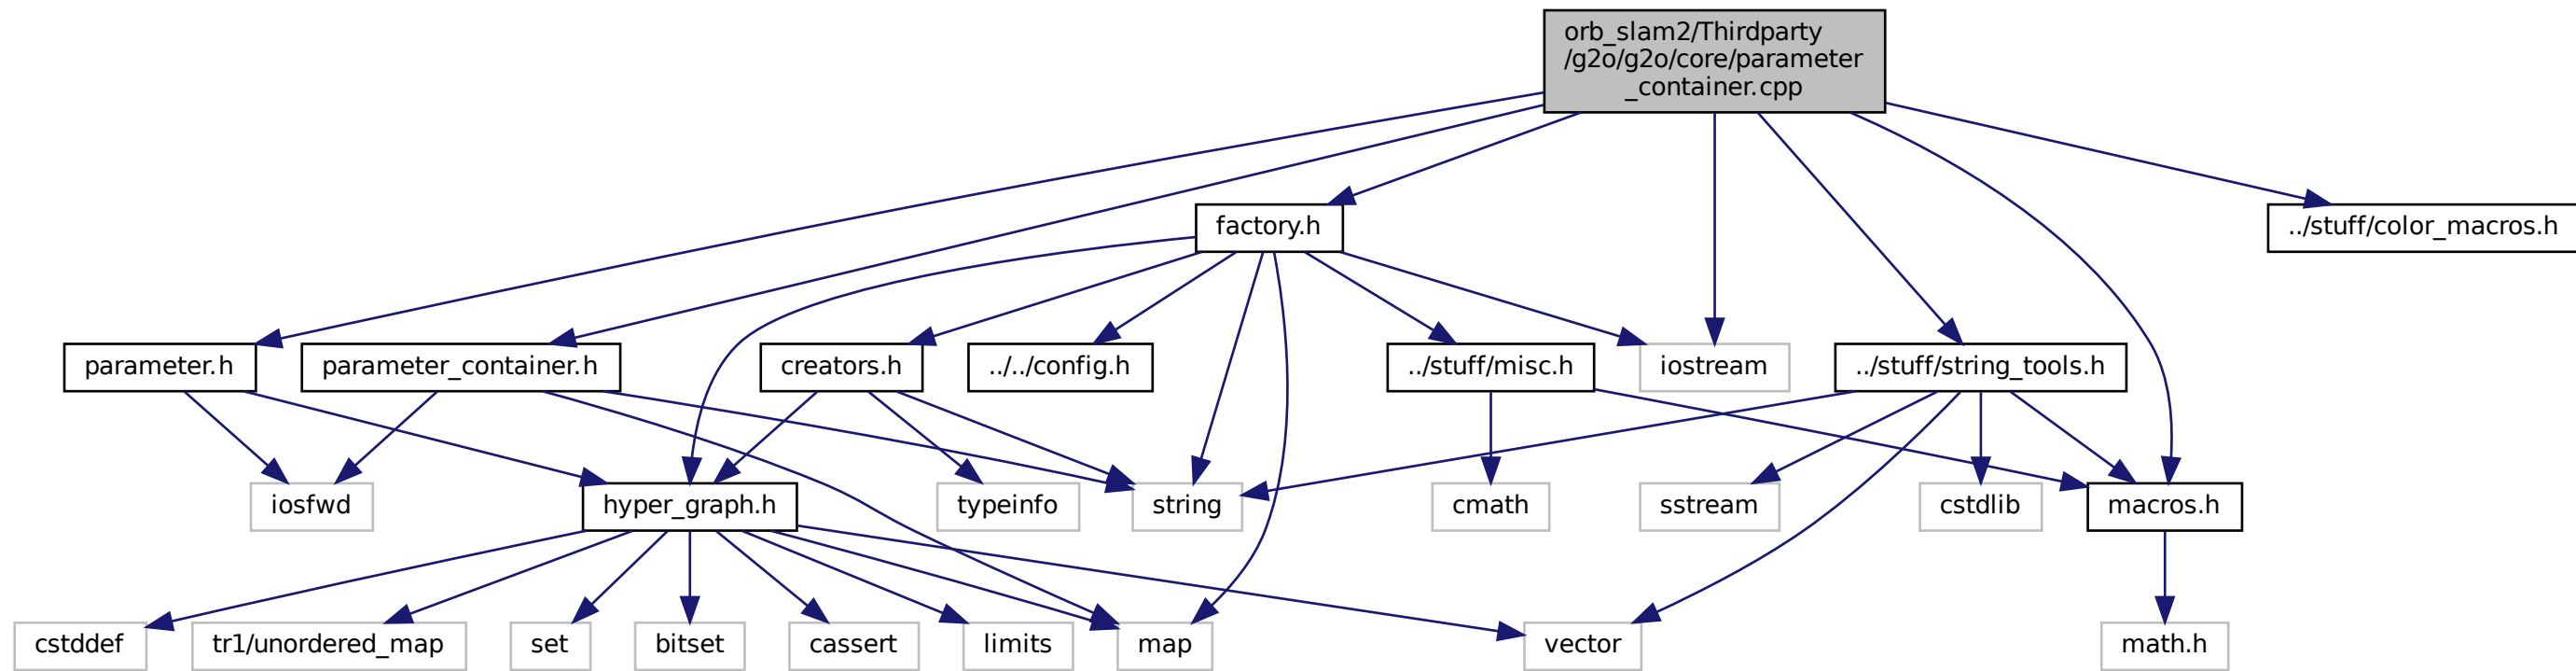 orb_slam2/Thirdparty
/g2o/g2o/core/parameter
_container.cpp
factory.h
../stuff/color_macros.h
parameter.h
parameter_container.h
creators.h
../../config.h
../stuff/misc.h
iostream
../stuff/string_tools.h
iosfwd
hyper_graph.h
typeinfo
string
cmath
sstream
cstdlib
macros.h
cstddef
tr1/unordered_map
set
bitset
cassert
limits
map
vector
math.h